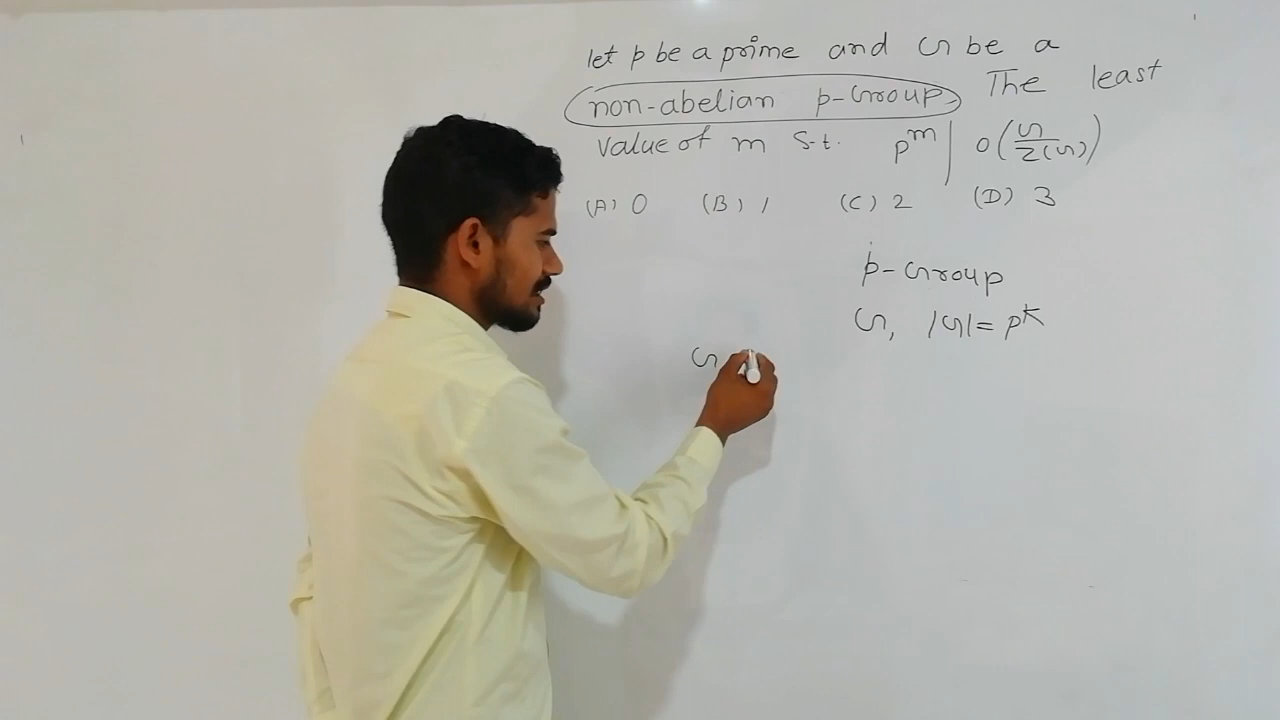 let p be a prime and G be a
non-abelian p-Group. The least
value of m s.t. p^m | o(G/Z(G))
(A) 0 (B) 1 (C) 2 (D) 3
p-Group
G, |G| = p^k
G